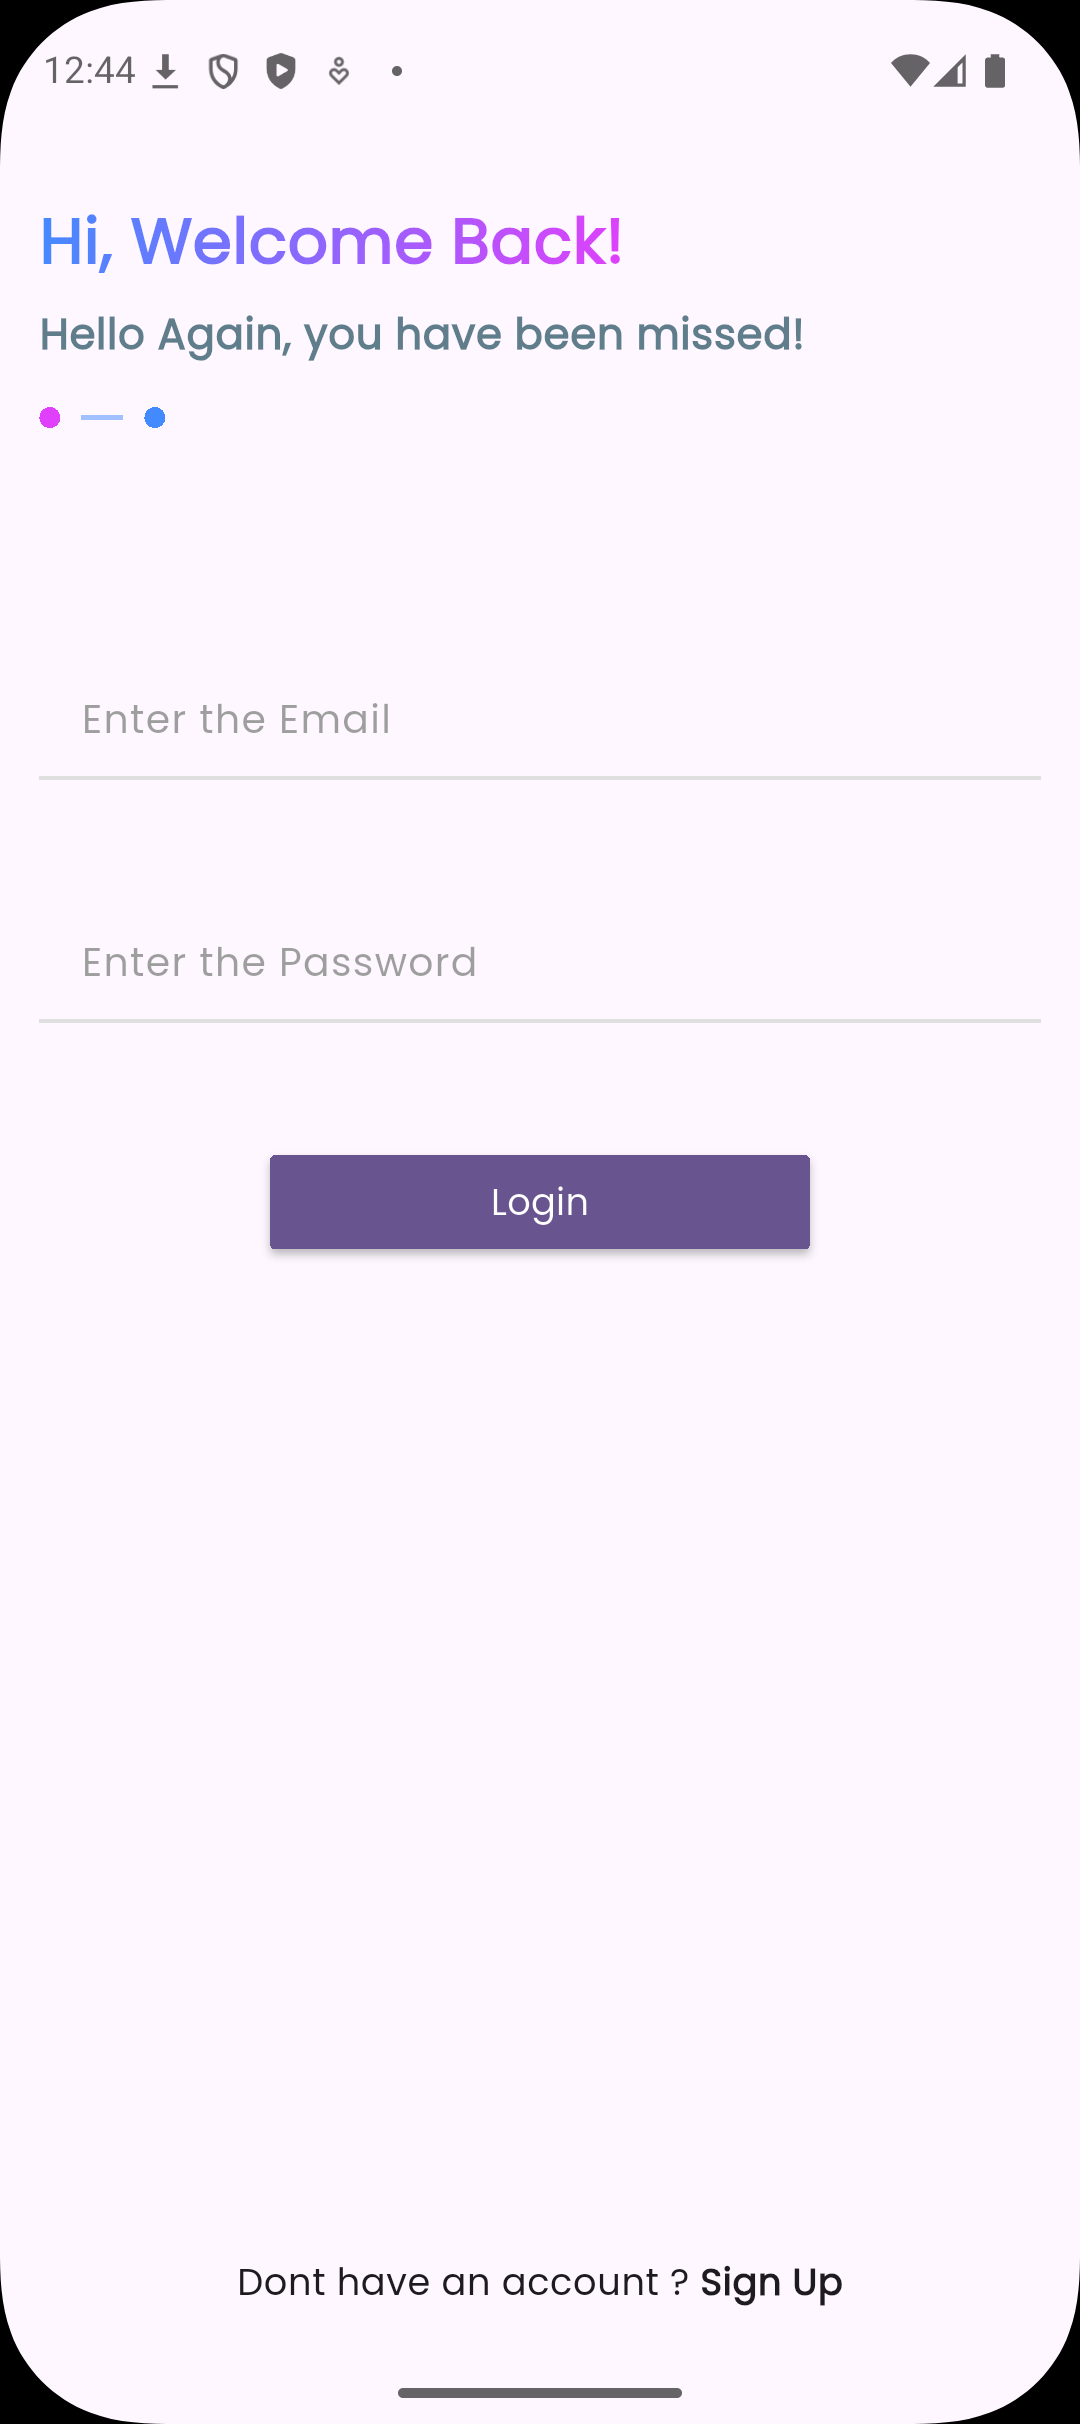 12:44
Hi, Welcome Back!
Hello Again, you have been missed!
Enter the Email
Enter the Password
Login
Dont have an account ? Sign Up